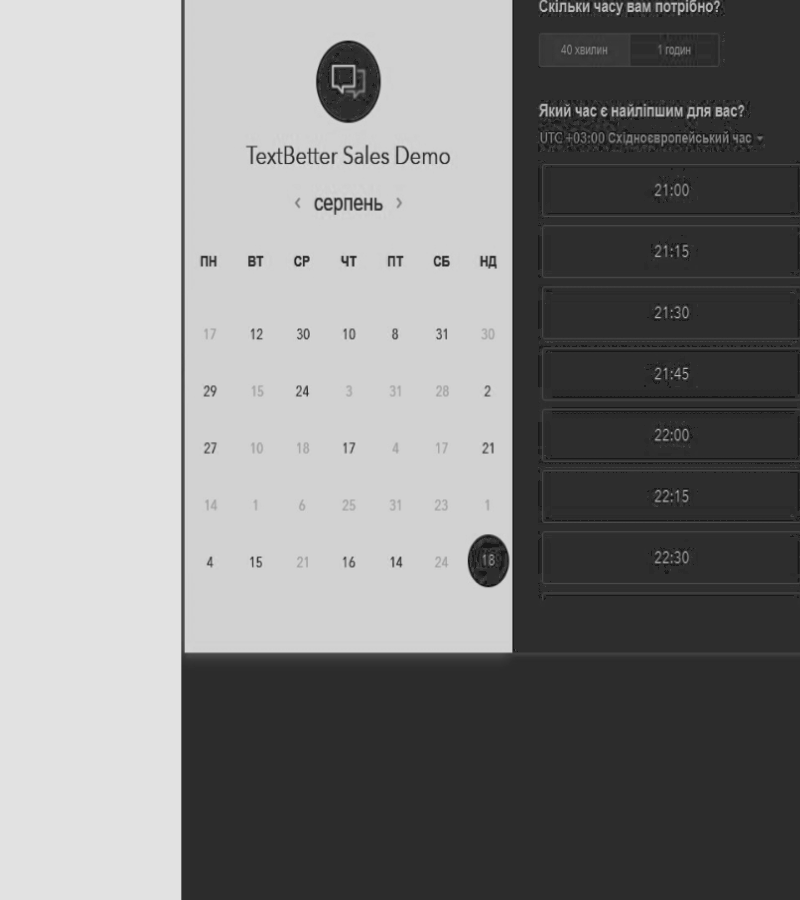 TextBetter Sales Demo
‹ серпень ›
ПН ВТ СР ЧТ ПТ СБ НД
17 12 30 10 8 31 30
29 15 24 3 31 28 2
27 10 18 17 4 17 21
14 1 6 25 31 23 1
4 15 21 16 14 24 18
Скільки часу вам потрібно?
40 хвилин 1 годин
Який час є найліпшим для вас?
UTC +03:00 Східноєвропейський час
21:00
21:15
21:30
21:45
22:00
22:15
22:30